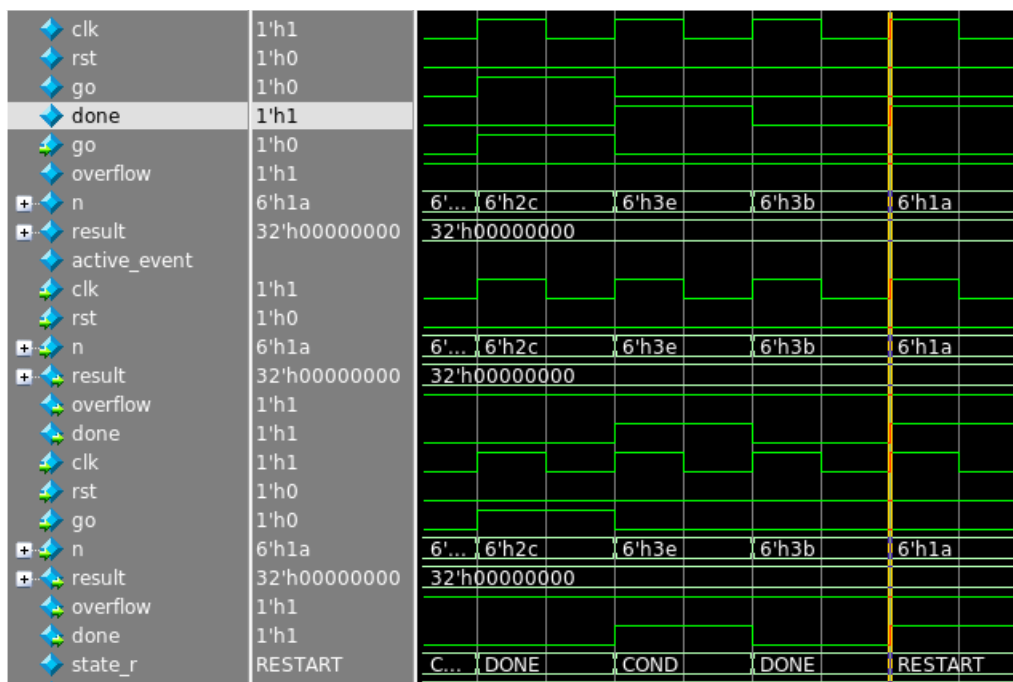 clk 1'h1
rst 1'h0
go 1'h0
done 1'h1
go 1'h0
overflow 1'h1
n 6'h1a 6'... 6'h2c 6'h3e 6'h3b 6'h1a
result 32'h00000000 32'h00000000
active_event
clk 1'h1
rst 1'h0
n 6'h1a 6'... 6'h2c 6'h3e 6'h3b 6'h1a
result 32'h00000000 32'h00000000
overflow 1'h1
done 1'h1
clk 1'h1
rst 1'h0
go 1'h0
n 6'h1a 6'... 6'h2c 6'h3e 6'h3b 6'h1a
result 32'h00000000 32'h00000000
overflow 1'h1
done 1'h1
state_r RESTART C... DONE COND DONE RESTART